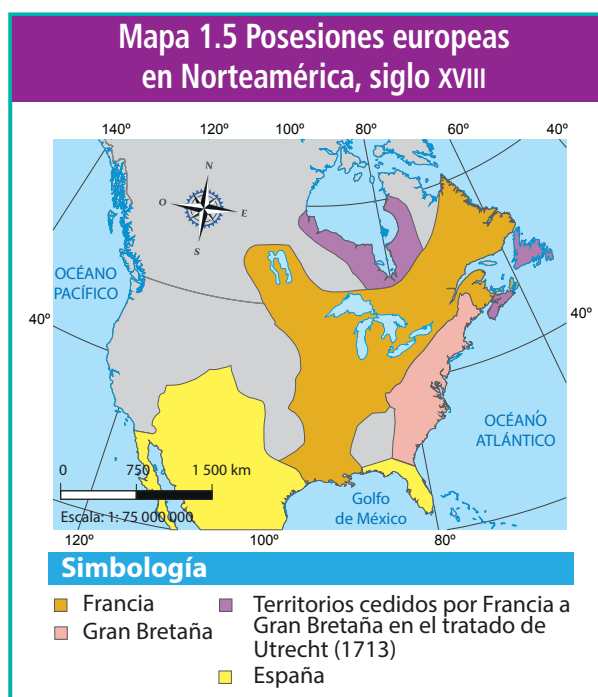 Mapa 1.5 Posesiones europeas
en Norteamérica, siglo XVIII
140º 120º 100º 80º 60º 40º
N
O
E
S
OCÉANO
PACÍFICO
40º
40º
OCÉANO
ATLÁNTICO
0 750 1 500 km
Golfo
de México
Escala: 1: 75 000 000
120º 100º 80º
Simbología
Francia
Gran Bretaña
Territorios cedidos por Francia a
Gran Bretaña en el tratado de
Utrecht (1713)
España